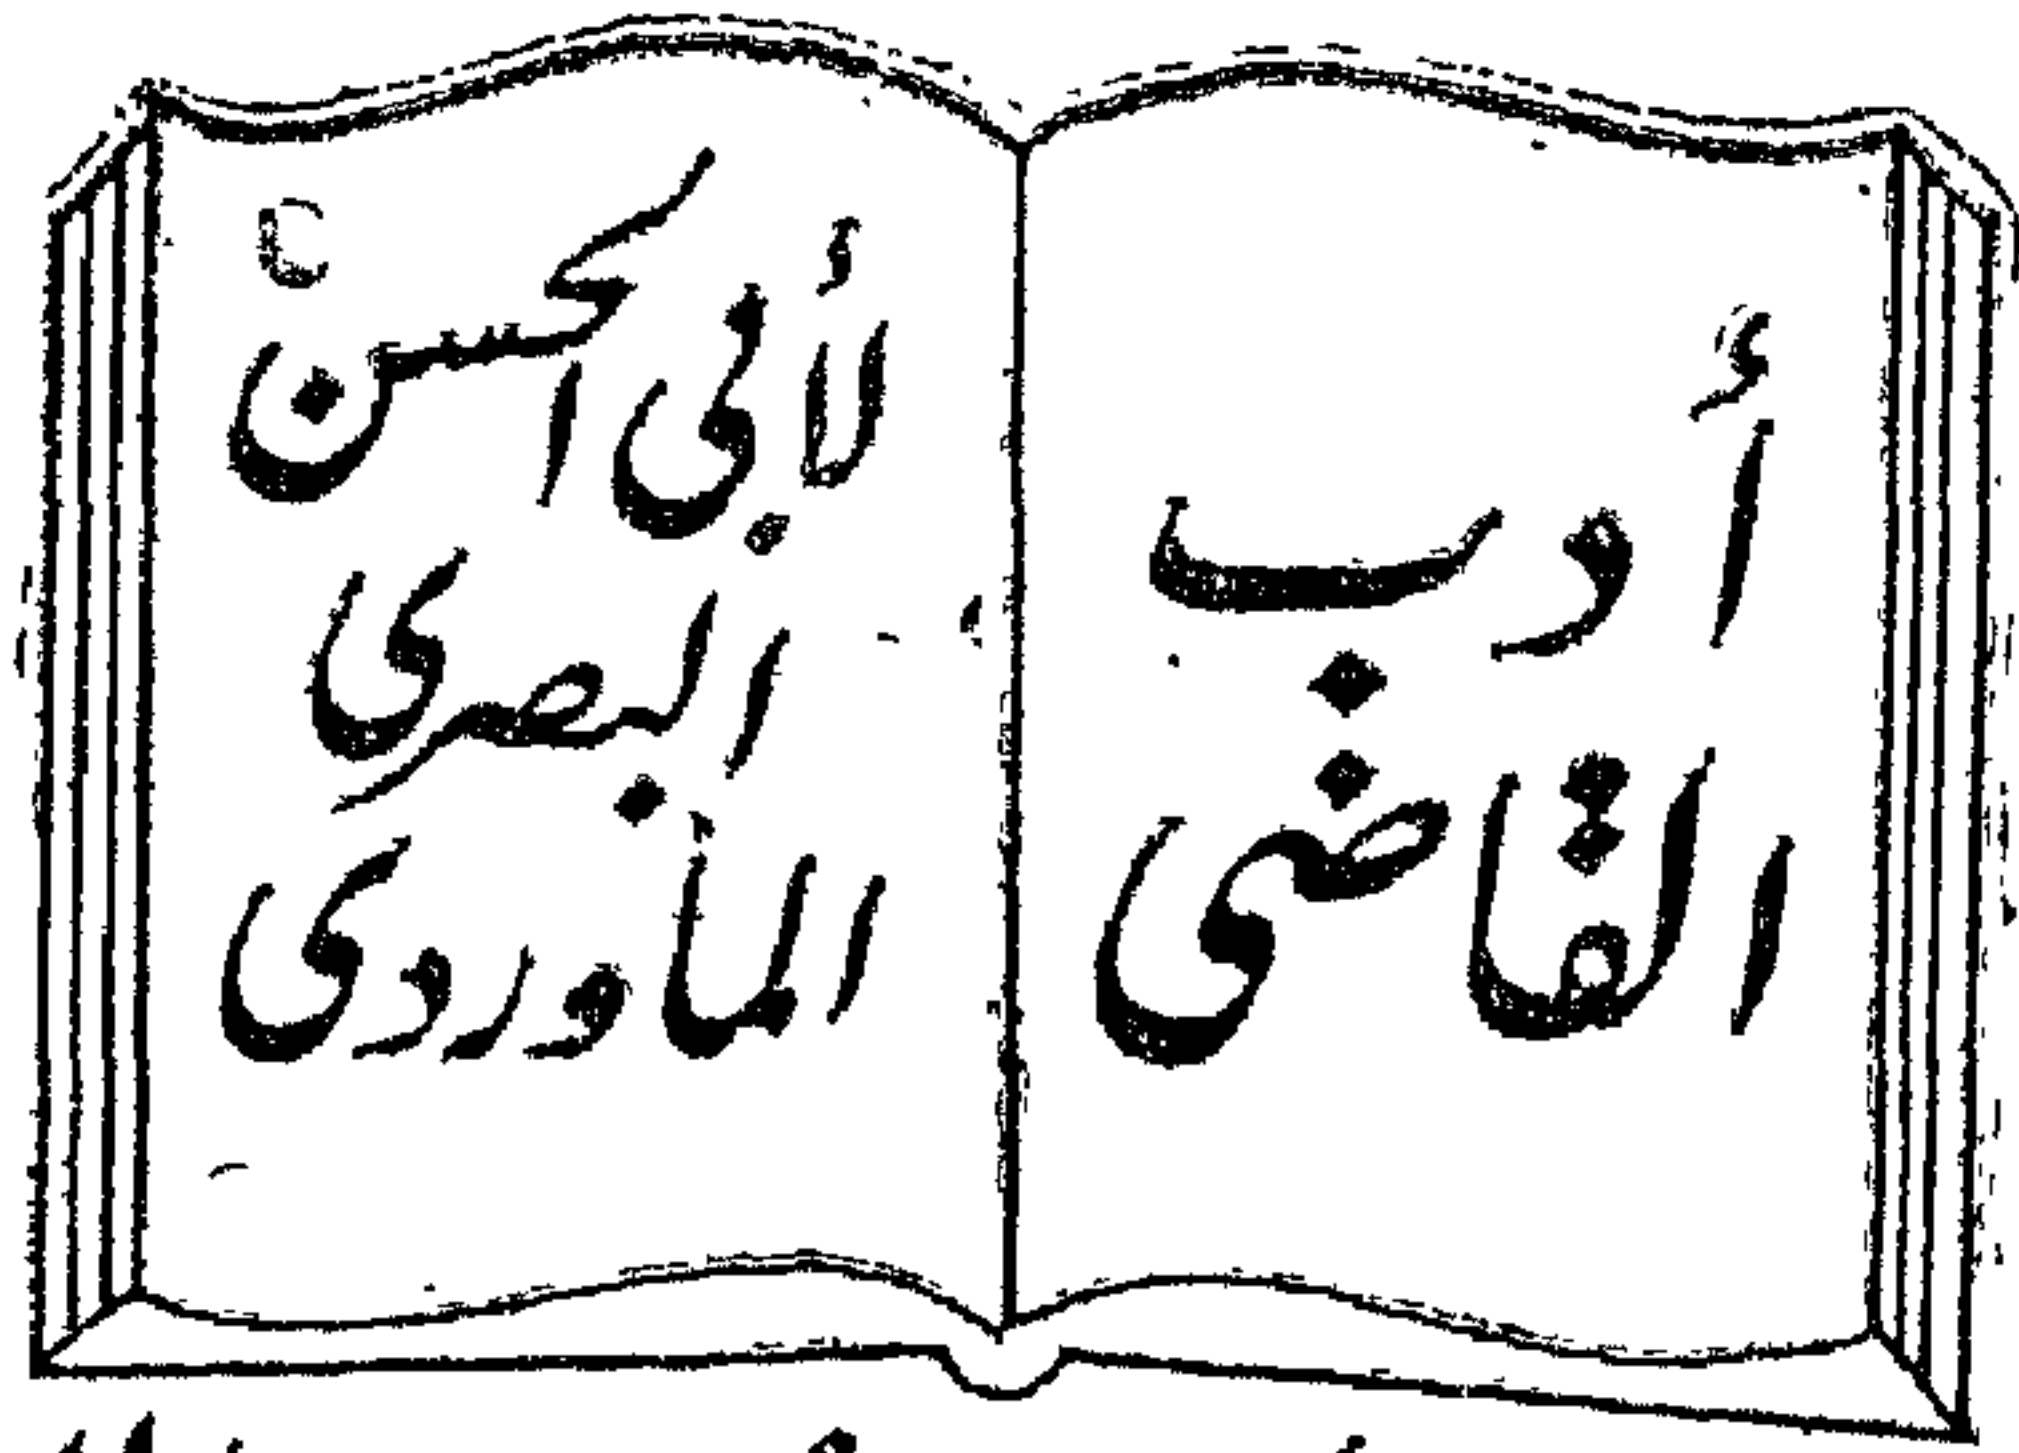 أدب
القاضى
لأبى الحسن
البصرى
الماوردى